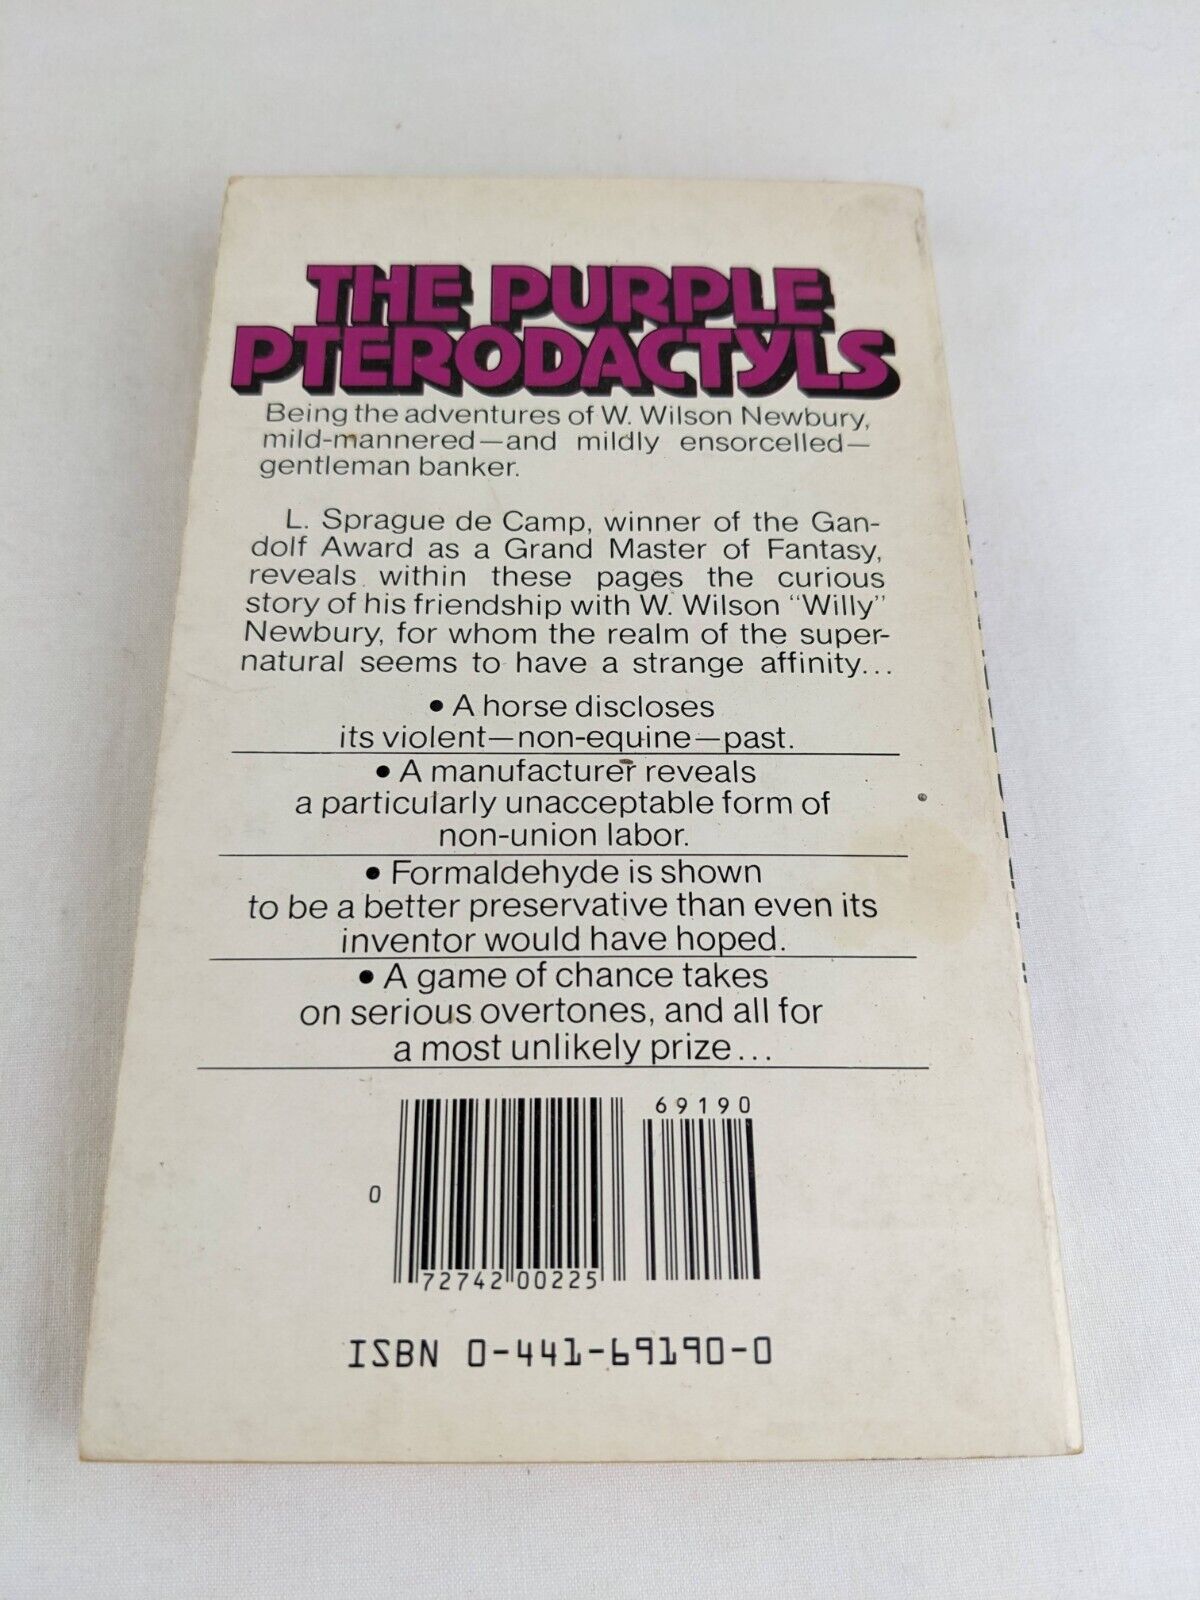 THE PURPLE
PTERODACTYLS
Being the adventures of W. Wilson Newbury,
mild-mannered—and mildly ensorcelled—
gentleman banker.
L. Sprague de Camp, winner of the Gan-
dolf Award as a Grand Master of Fantasy,
reveals within these pages the curious
story of his friendship with W. Wilson "Willy"
Newbury, for whom the realm of the super-
natural seems to have a strange affinity...
• A horse discloses
its violent—non-equine—past.
• A manufacturer reveals
a particularly unacceptable form of
non-union labor.
• Formaldehyde is shown
to be a better preservative than even its
inventor would have hoped.
• A game of chance takes
on serious overtones, and all for
a most unlikely prize...
69190
0
72742 00225
ISBN 0-441-69190-0